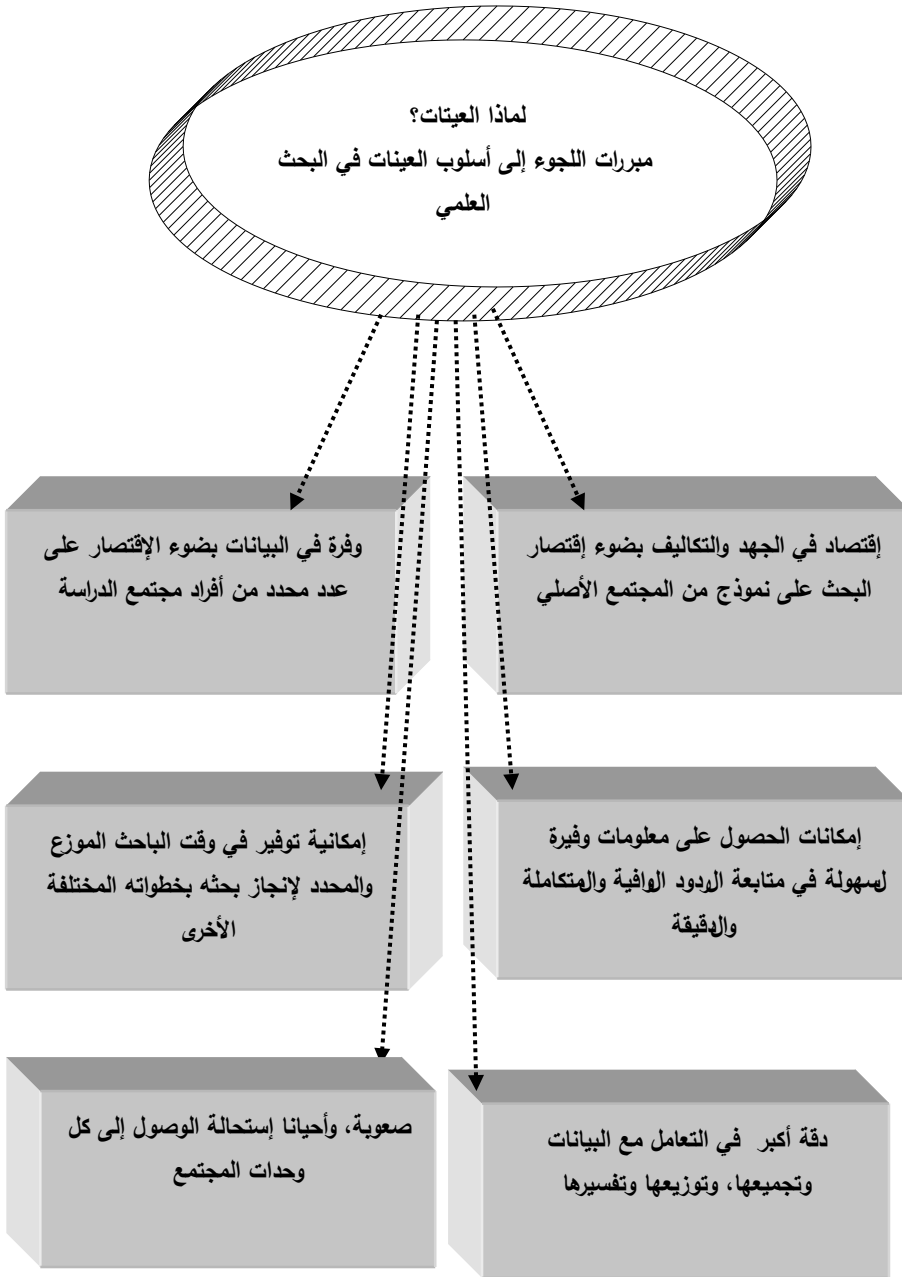 لماذا العيتات؟
مبررات اللجوء إلى أسلوب العينات في البحث
العلمي
إقتصاد في الجهد والتكاليف بضوء إقتصار
البحث على نموذج من المجتمع الأصلي
وفرة في البيانات بضوء الإقتصار على
عدد محدد من أفراد مجتمع الدراسة
إمكانات الحصول على معلومات وفيرة
لسهولة في متابعة الردود الوافية والمتكاملة
والدقيقة
إمكانية توفير في وقت الباحث الموزع
والمحدد لإنجاز بحثه بخطواته المختلفة
الأخرى
دقة أكبر في التعامل مع البيانات
وتجميعها، وتوزيعها وتفسيرها
صعوبة، وأحيانا إستحالة الوصول إلى كل
وحدات المجتمع